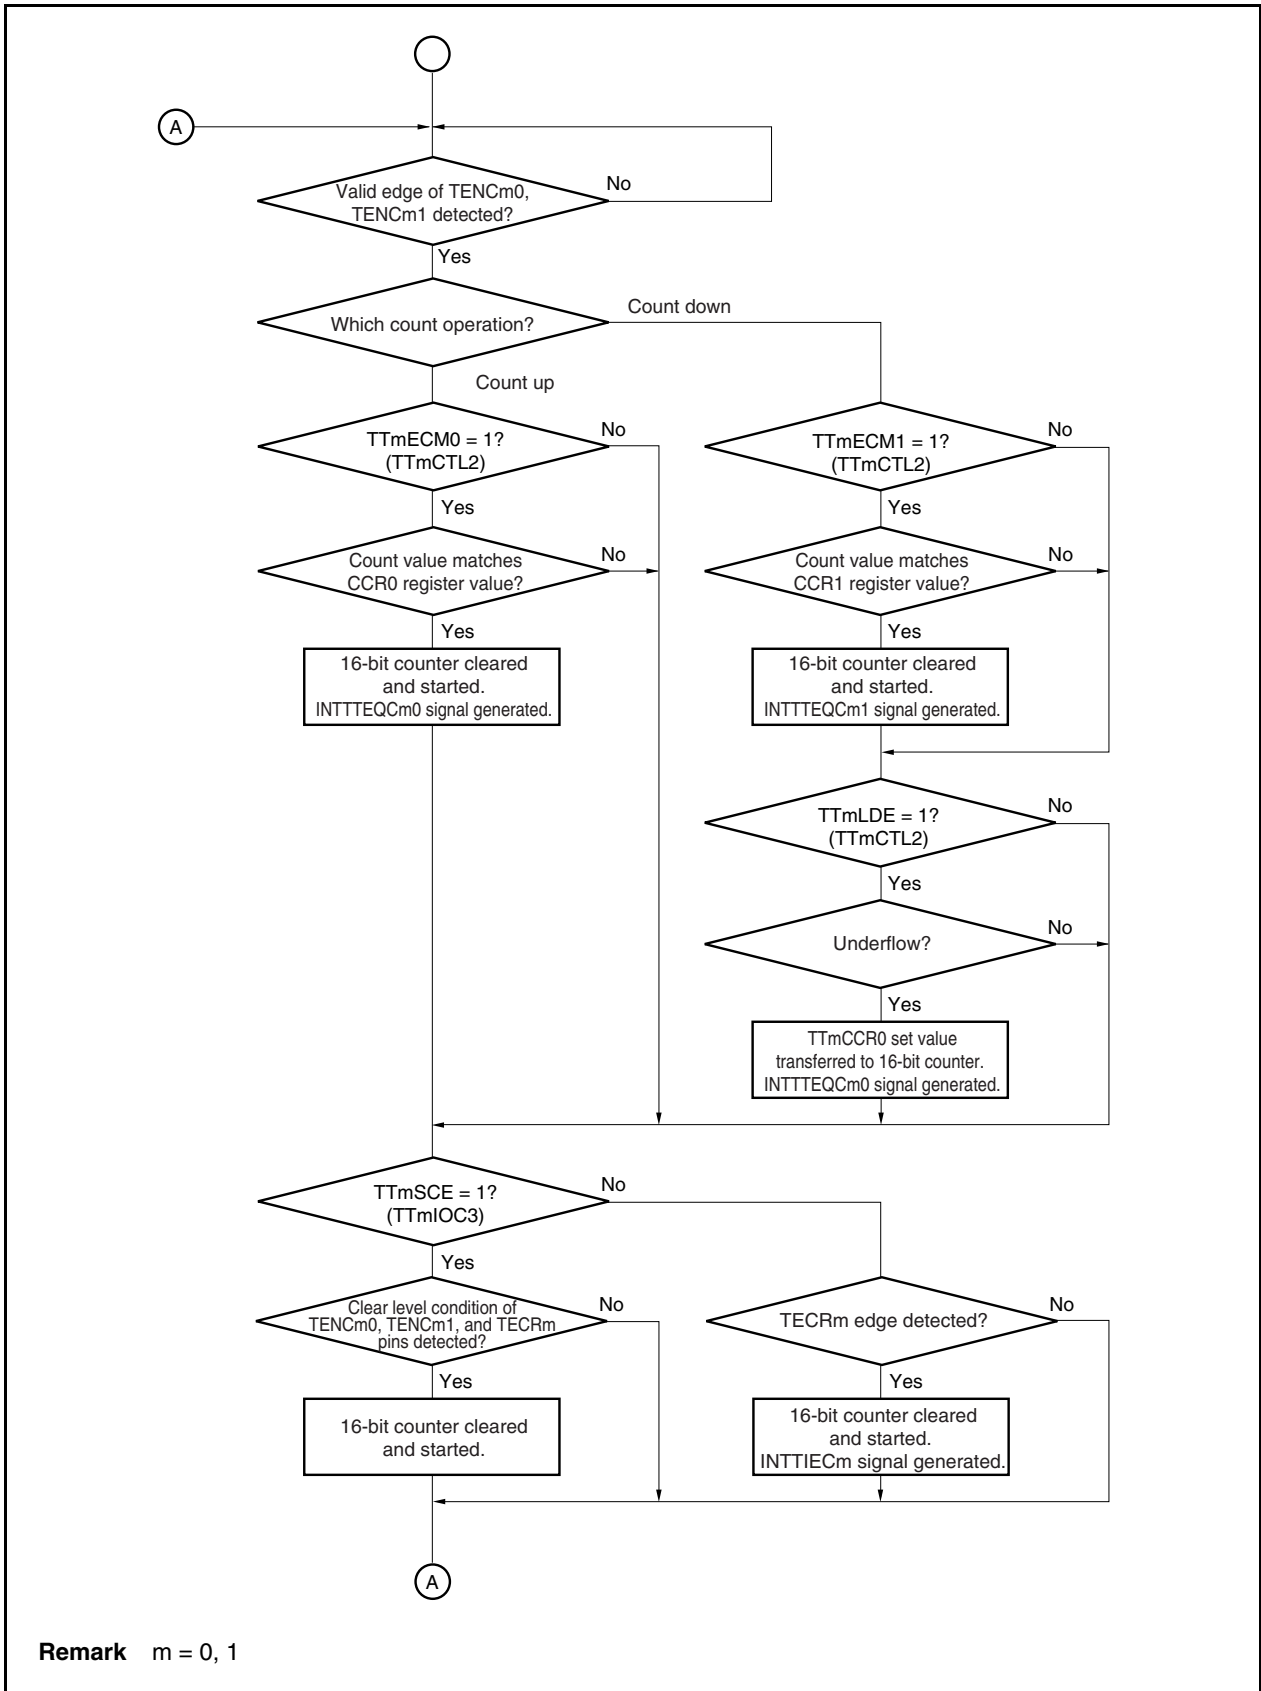 A
Valid edge of TENCm0,
TENCm1 detected?
No
Yes
Which count operation?
Count down
Count up
TTmECM0 = 1?
(TTmCTL2)
No
Yes
Count value matches
CCR0 register value?
No
Yes
16-bit counter cleared
and started.
INTTTEQCm0 signal generated.
TTmECM1 = 1?
(TTmCTL2)
No
Yes
Count value matches
CCR1 register value?
No
Yes
16-bit counter cleared
and started.
INTTTEQCm1 signal generated.
TTmLDE = 1?
(TTmCTL2)
No
Yes
Underflow?
No
Yes
TTmCCR0 set value
transferred to 16-bit counter.
INTTTEQCm0 signal generated.
TTmSCE = 1?
(TTmIOC3)
No
Yes
Clear level condition of
TENCm0, TENCm1, and TECRm
pins detected?
No
Yes
16-bit counter cleared
and started.
TECRm edge detected?
No
Yes
16-bit counter cleared
and started.
INTTIECm signal generated.
A
Remark m = 0, 1